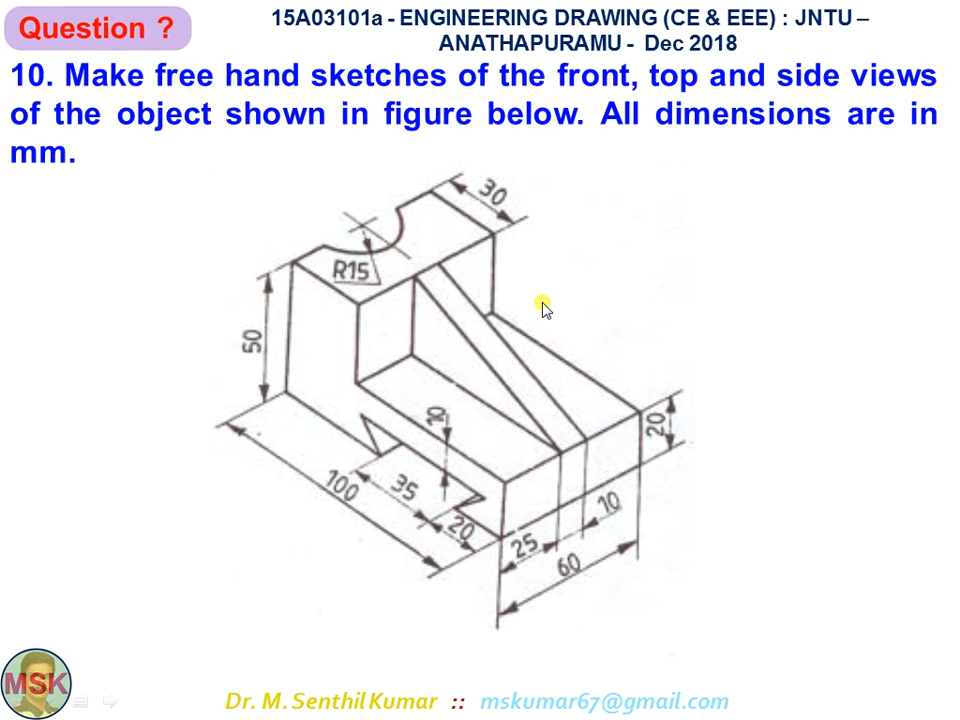 Question ?
15A03101a - ENGINEERING DRAWING (CE & EEE) : JNTU –
ANATHAPURAMU - Dec 2018
10. Make free hand sketches of the front, top and side views
of the object shown in figure below. All dimensions are in
mm.
30
R15
50
10
20
100
35
20
10
25
60
MSK
Dr. M. Senthil Kumar :: mskumar67@gmail.com